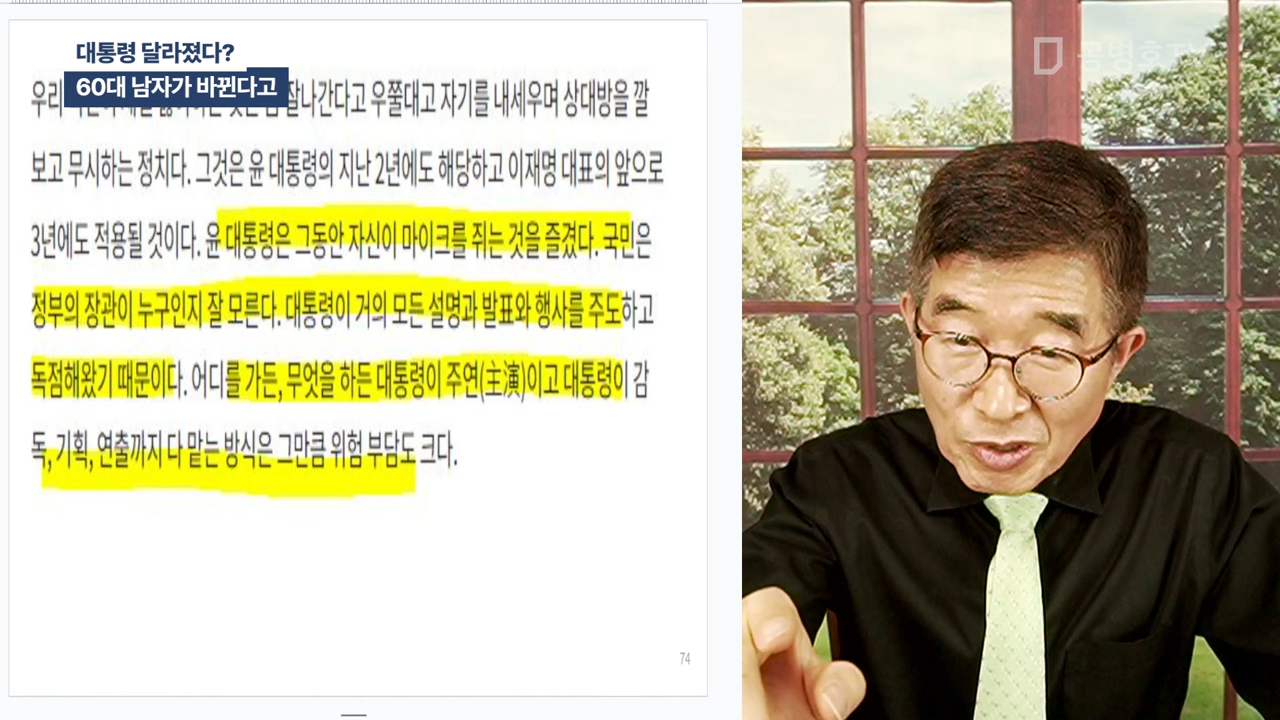 대통령 달라졌다?
60대 남자가 바뀐다고
우리 잘나간다고 우쭐대고 자기를 내세우며 상대방을 깔
보고 무시하는 정치다. 그것은 윤 대통령의 지난 2년에도 해당하고 이재명 대표의 앞으로
3년에도 적용될 것이다. 윤 대통령은 그동안 자신이 마이크를 쥐는 것을 즐겼다. 국민은
정부의 장관이 누구인지 잘 모른다. 대통령이 거의 모든 설명과 발표와 행사를 주도하고
독점해왔기 때문이다. 어디를 가든, 무엇을 하든 대통령이 주연(主演)이고 대통령이 감
독, 기획, 연출까지 다 맡는 방식은 그만큼 위험 부담도 크다.
74
공병호TV